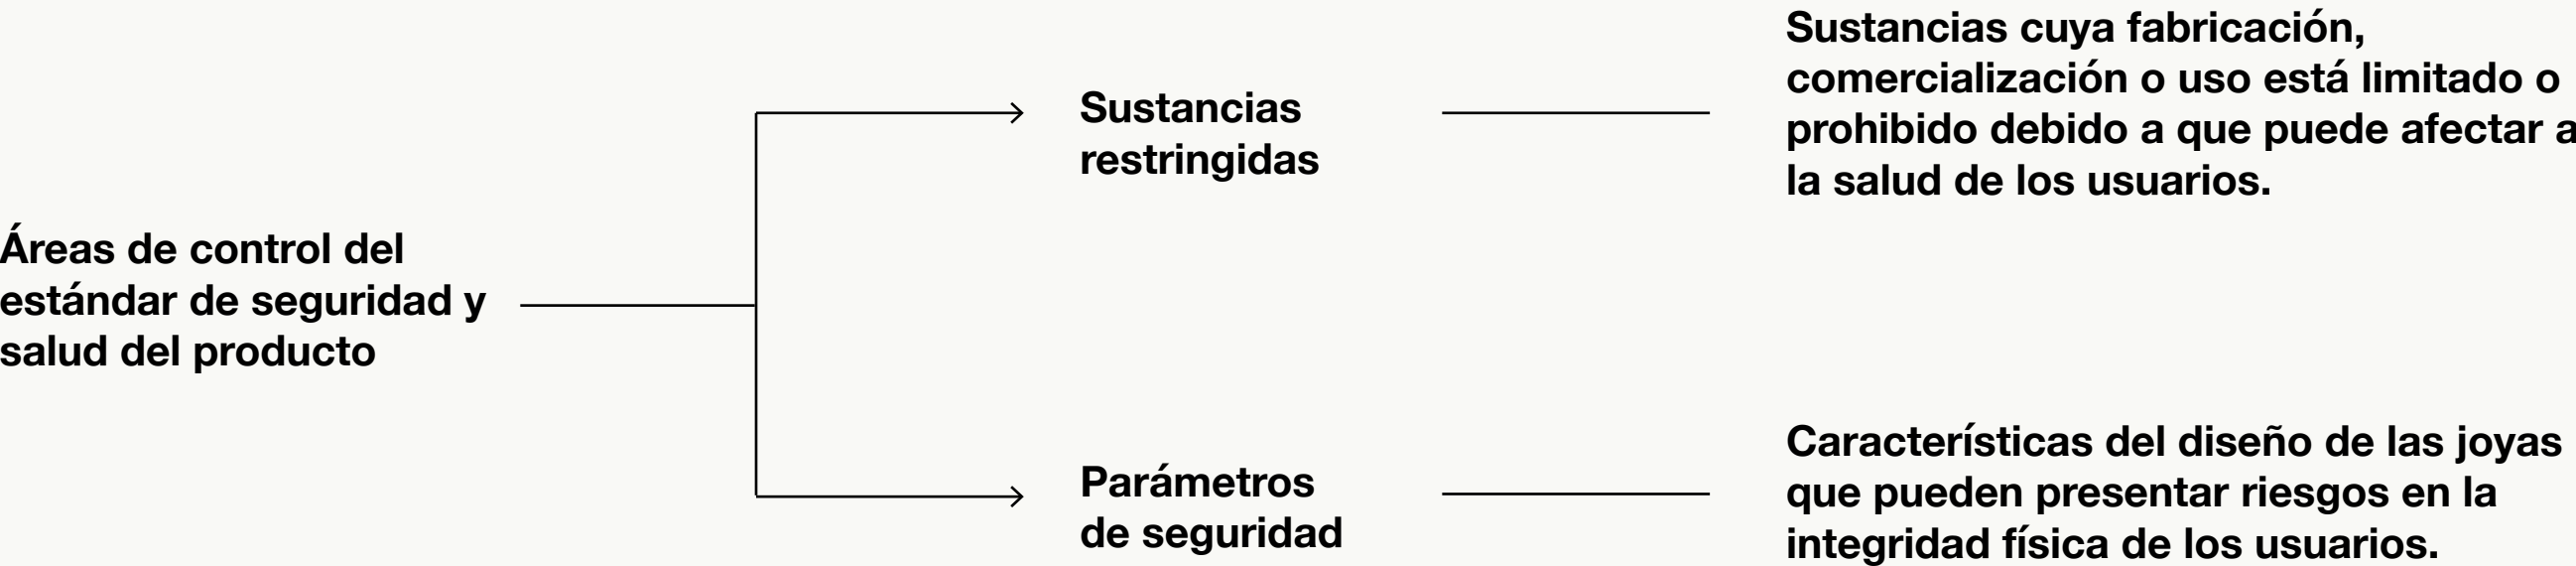 Áreas de control del
estándar de seguridad y
salud del producto
Sustancias
restringidas
Sustancias cuya fabricación,
comercialización o uso está limitado o
prohibido debido a que puede afectar a
la salud de los usuarios.
Parámetros
de seguridad
Características del diseño de las joyas
que pueden presentar riesgos en la
integridad física de los usuarios.